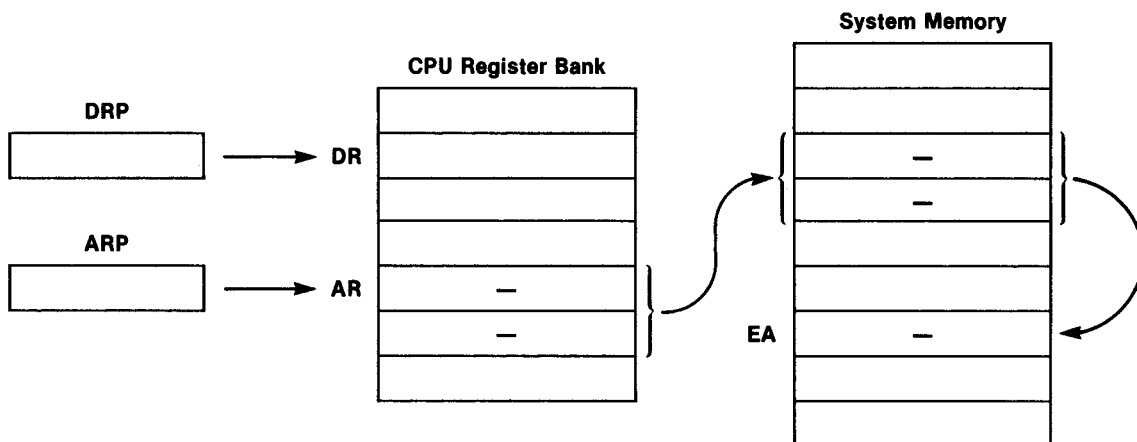 System Memory
CPU Register Bank
DRP
DR
—
—
ARP
AR
—
—
EA
—